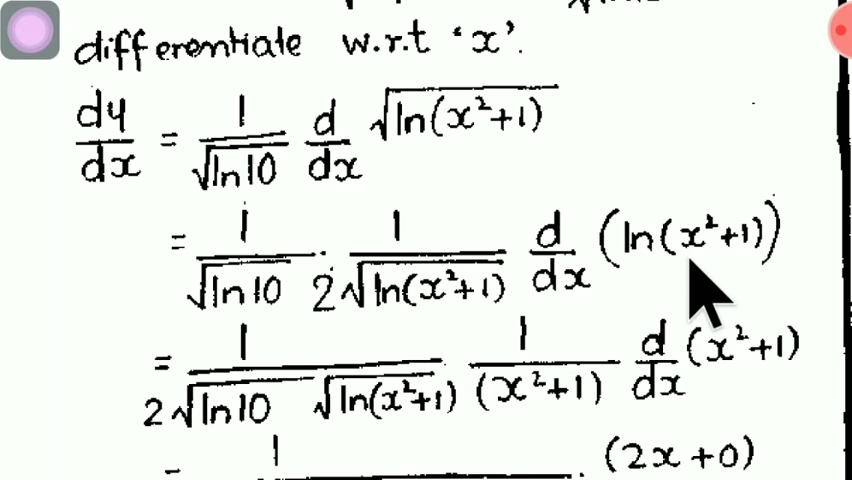 differentiate w.r.t 'x'.
dy/dx = 1/√ln10 d/dx √ln(x²+1)
= 1/√ln10 · 1/2√ln(x²+1) d/dx (ln(x²+1))
= 1/2√ln10 √ln(x²+1) 1/(x²+1) d/dx (x²+1)
= 1 . (2x+0)